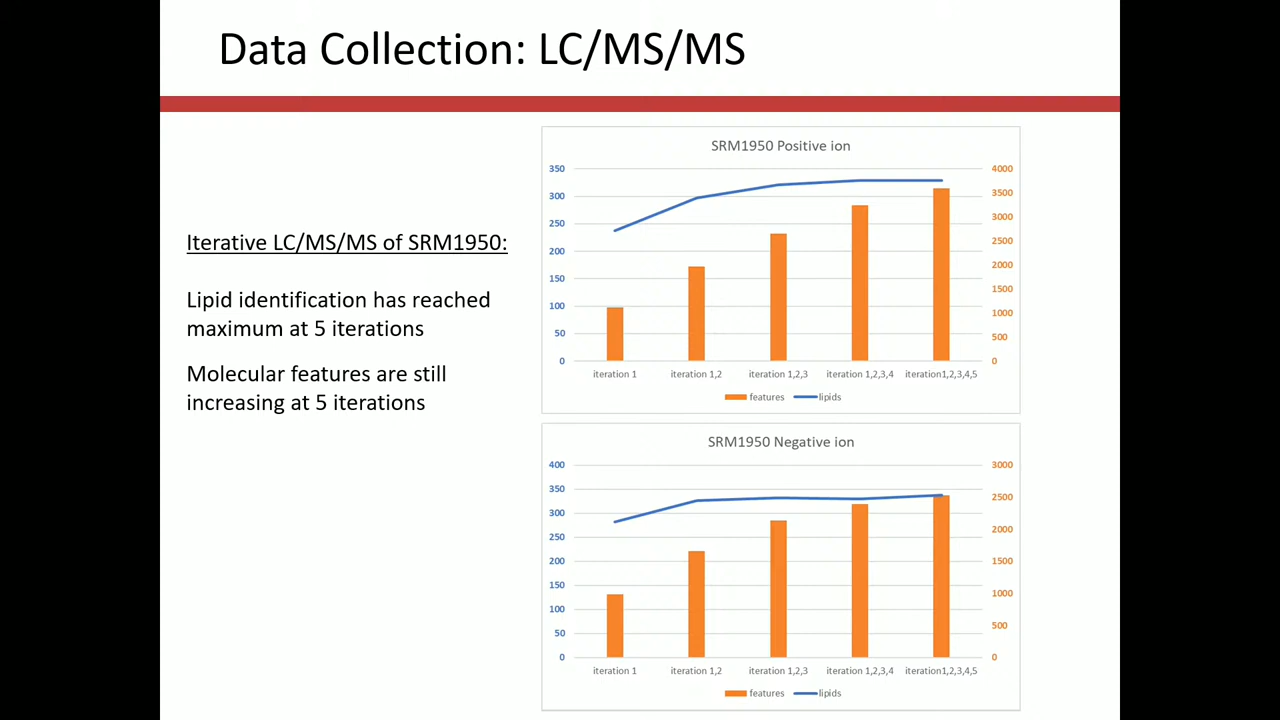 Data Collection: LC/MS/MS
Iterative LC/MS/MS of SRM1950:
Lipid identification has reached
maximum at 5 iterations
Molecular features are still
increasing at 5 iterations
SRM1950 Positive ion
350
300
250
200
150
100
50
0
4000
3500
3000
2500
2000
1500
1000
500
0
iteration 1
iteration 1,2
iteration 1,2,3
iteration 1,2,3,4
iteration1,2,3,4,5
features
lipids
SRM1950 Negative ion
400
350
300
250
200
150
100
50
0
3000
2500
2000
1500
1000
500
0
iteration 1
iteration 1,2
iteration 1,2,3
iteration 1,2,3,4
iteration1,2,3,4,5
features
lipids